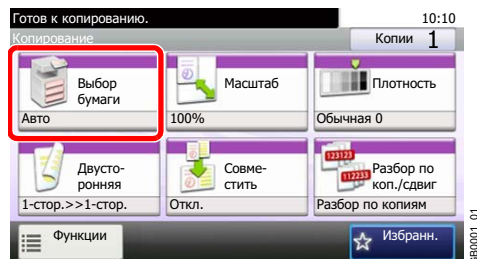 Готов к копированию.
10:10
Копирование
Копии 1
Выбор
бумаги
Авто
Масштаб
100%
Плотность
Обычная 0
Двусто-
ронняя
1-стор.>>1-стор.
Совме-
стить
Откл.
123123
112233
Разбор по
коп./сдвиг
Разбор по копиям
Функции
Избранн.